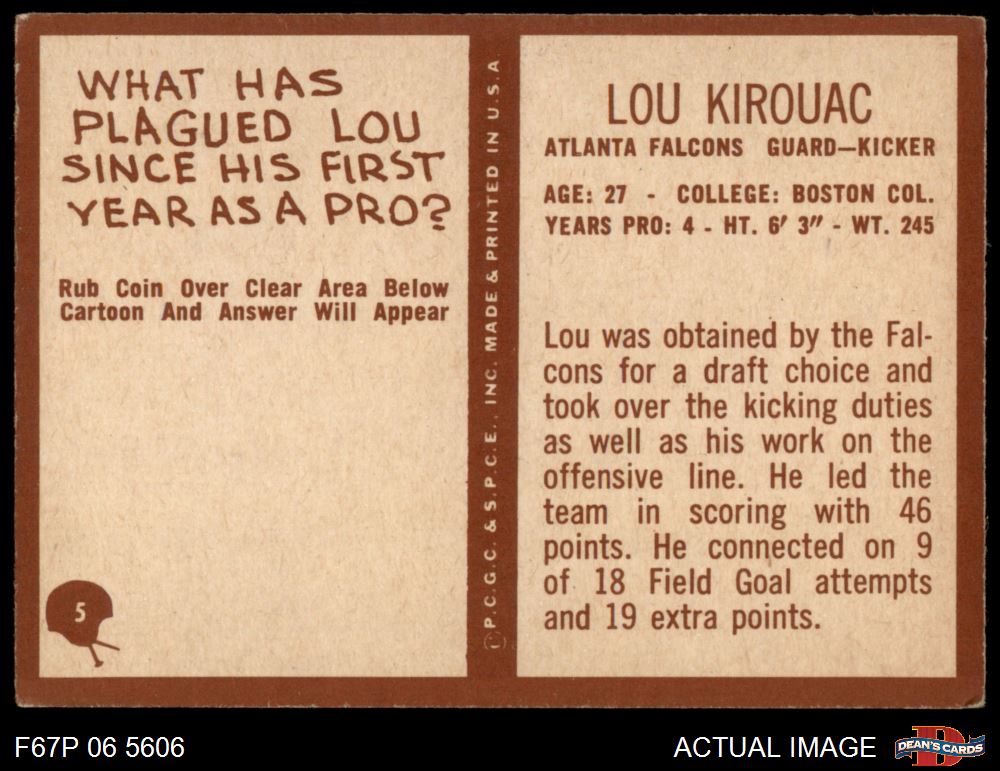 WHAT HAS
PLAGUED LOU
SINCE HIS FIRST
YEAR AS A PRO?
Rub Coin Over Clear Area Below
Cartoon And Answer Will Appear
5
©P.C.G.C. & S.P.C.E., INC. MADE & PRINTED IN U.S.A
LOU KIROUAC
ATLANTA FALCONS GUARD—KICKER
AGE: 27 - COLLEGE: BOSTON COL.
YEARS PRO: 4 - HT. 6′ 3″ - WT. 245
Lou was obtained by the Fal-
cons for a draft choice and
took over the kicking duties
as well as his work on the
offensive line. He led the
team in scoring with 46
points. He connected on 9
of 18 Field Goal attempts
and 19 extra points.
F67P 06 5606
ACTUAL IMAGE
D
DEAN'S CARDS